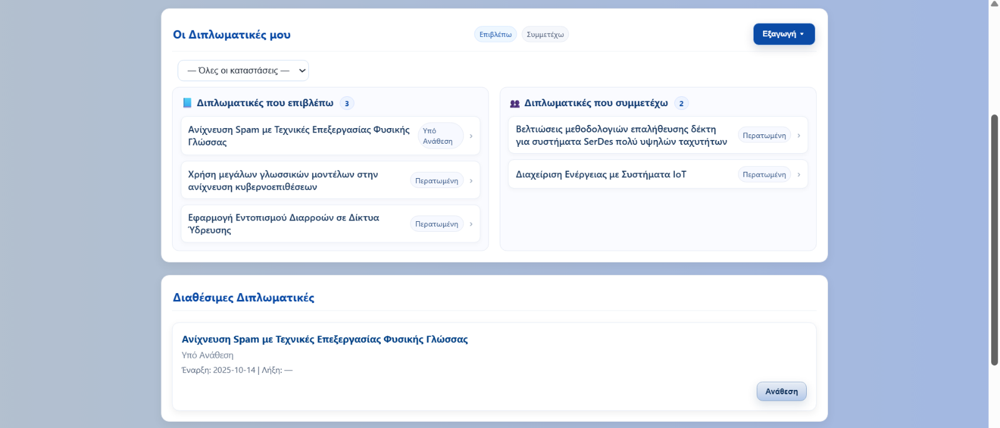 Οι Διπλωματικές μου
Επιβλέπω
Συμμετέχω
Εξαγωγή
— Όλες οι καταστάσεις —
Διπλωματικές που επιβλέπω 3
Ανίχνευση Spam με Τεχνικές Επεξεργασίας Φυσικής
Γλώσσας
Υπό
Ανάθεση
Χρήση μεγάλων γλωσσικών μοντέλων στην
ανίχνευση κυβερνοεπιθέσεων
Περατωμένη
Εφαρμογή Εντοπισμού Διαρροών σε Δίκτυα
Ύδρευσης
Περατωμένη
Διπλωματικές που συμμετέχω 2
Βελτιώσεις μεθοδολογιών επαλήθευσης δέκτη
για συστήματα SerDes πολύ υψηλών ταχυτήτων
Περατωμένη
Διαχείριση Ενέργειας με Συστήματα IoT
Περατωμένη
Διαθέσιμες Διπλωματικές
Ανίχνευση Spam με Τεχνικές Επεξεργασίας Φυσικής Γλώσσας
Υπό Ανάθεση
Έναρξη: 2025-10-14 | Λήξη: —
Ανάθεση